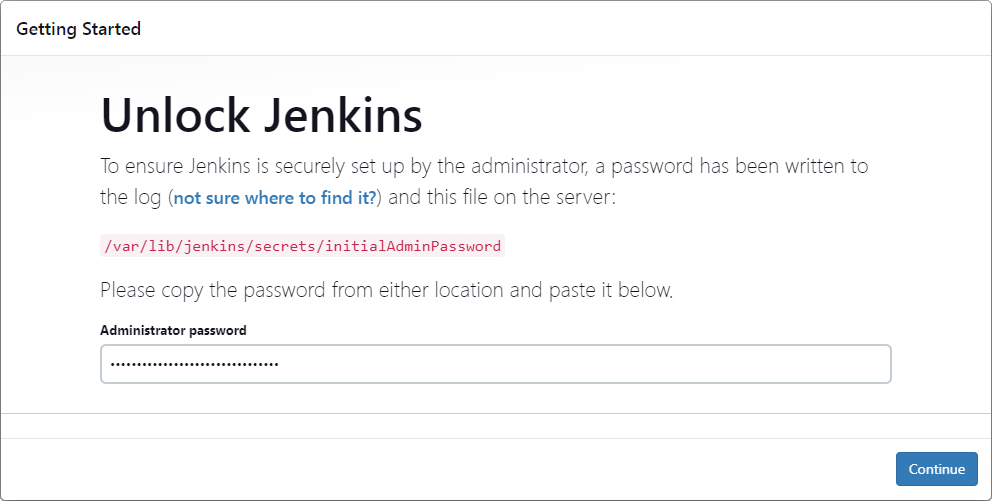 Getting Started
Unlock Jenkins
To ensure Jenkins is securely set up by the administrator, a password has been written to
the log (not sure where to find it?) and this file on the server:
/var/lib/jenkins/secrets/initialAdminPassword
Please copy the password from either location and paste it below.
Administrator password
••••••••••••••••••••••••••••••••
Continue